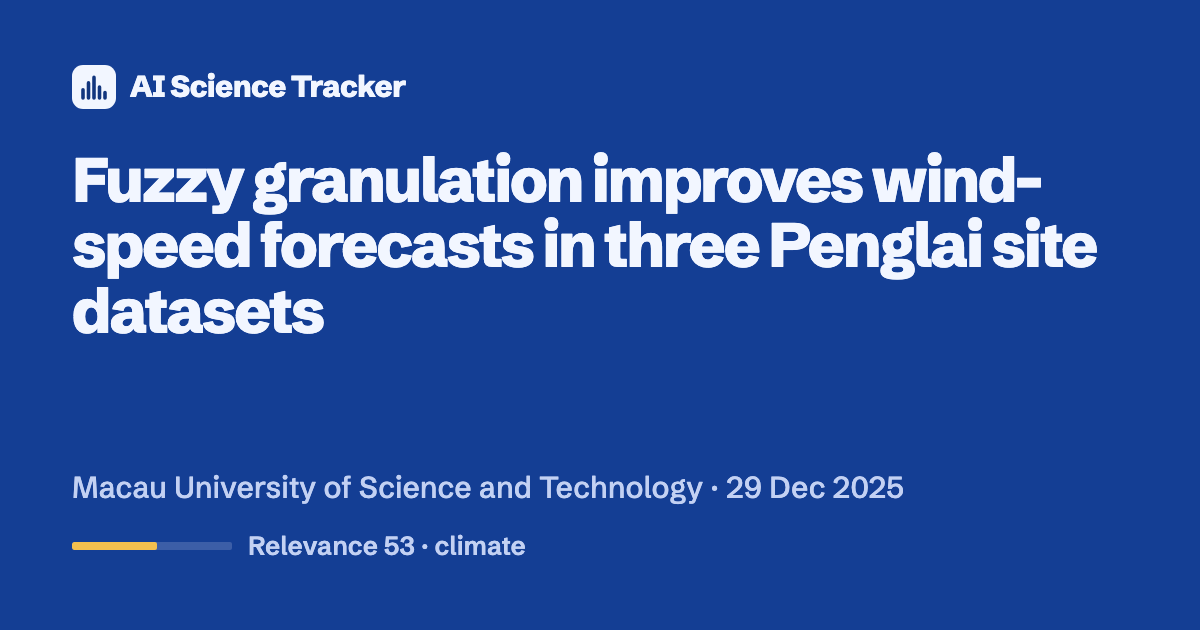 AI Science Tracker
Fuzzy granulation improves wind-
speed forecasts in three Penglai site
datasets
Macau University of Science and Technology · 29 Dec 2025
Relevance 53 · climate